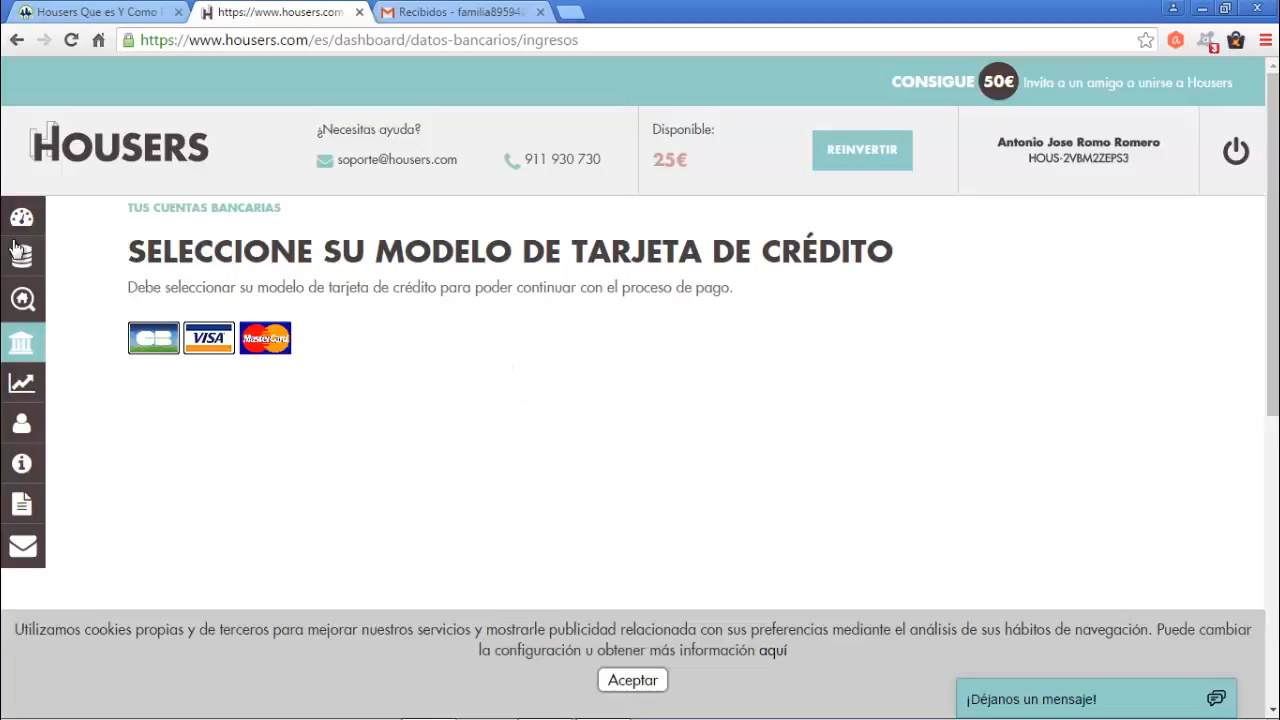 Housers Que es Y Como
https://www.housers.com
Recibidos - familia89594
https://www.housers.com/es/dashboard/datos-bancarios/ingresos
3
CONSIGUE 50€ Invita a un amigo a unirse a Housers
HOUSERS
¿Necesitas ayuda?
soporte@housers.com
911 930 730
Disponible:
25€
REINVERTIR
Antonio Jose Romo Romero
HOUS-2VBM2ZEPS3
TUS CUENTAS BANCARIAS
SELECCIONE SU MODELO DE TARJETA DE CRÉDITO
Debe seleccionar su modelo de tarjeta de crédito para poder continuar con el proceso de pago.
CB VISA MasterCard
Utilizamos cookies propias y de terceros para mejorar nuestros servicios y mostrarle publicidad relacionada con sus preferencias mediante el análisis de sus hábitos de navegación. Puede cambiar
la configuración u obtener más información aquí
Aceptar
¡Déjanos un mensaje!